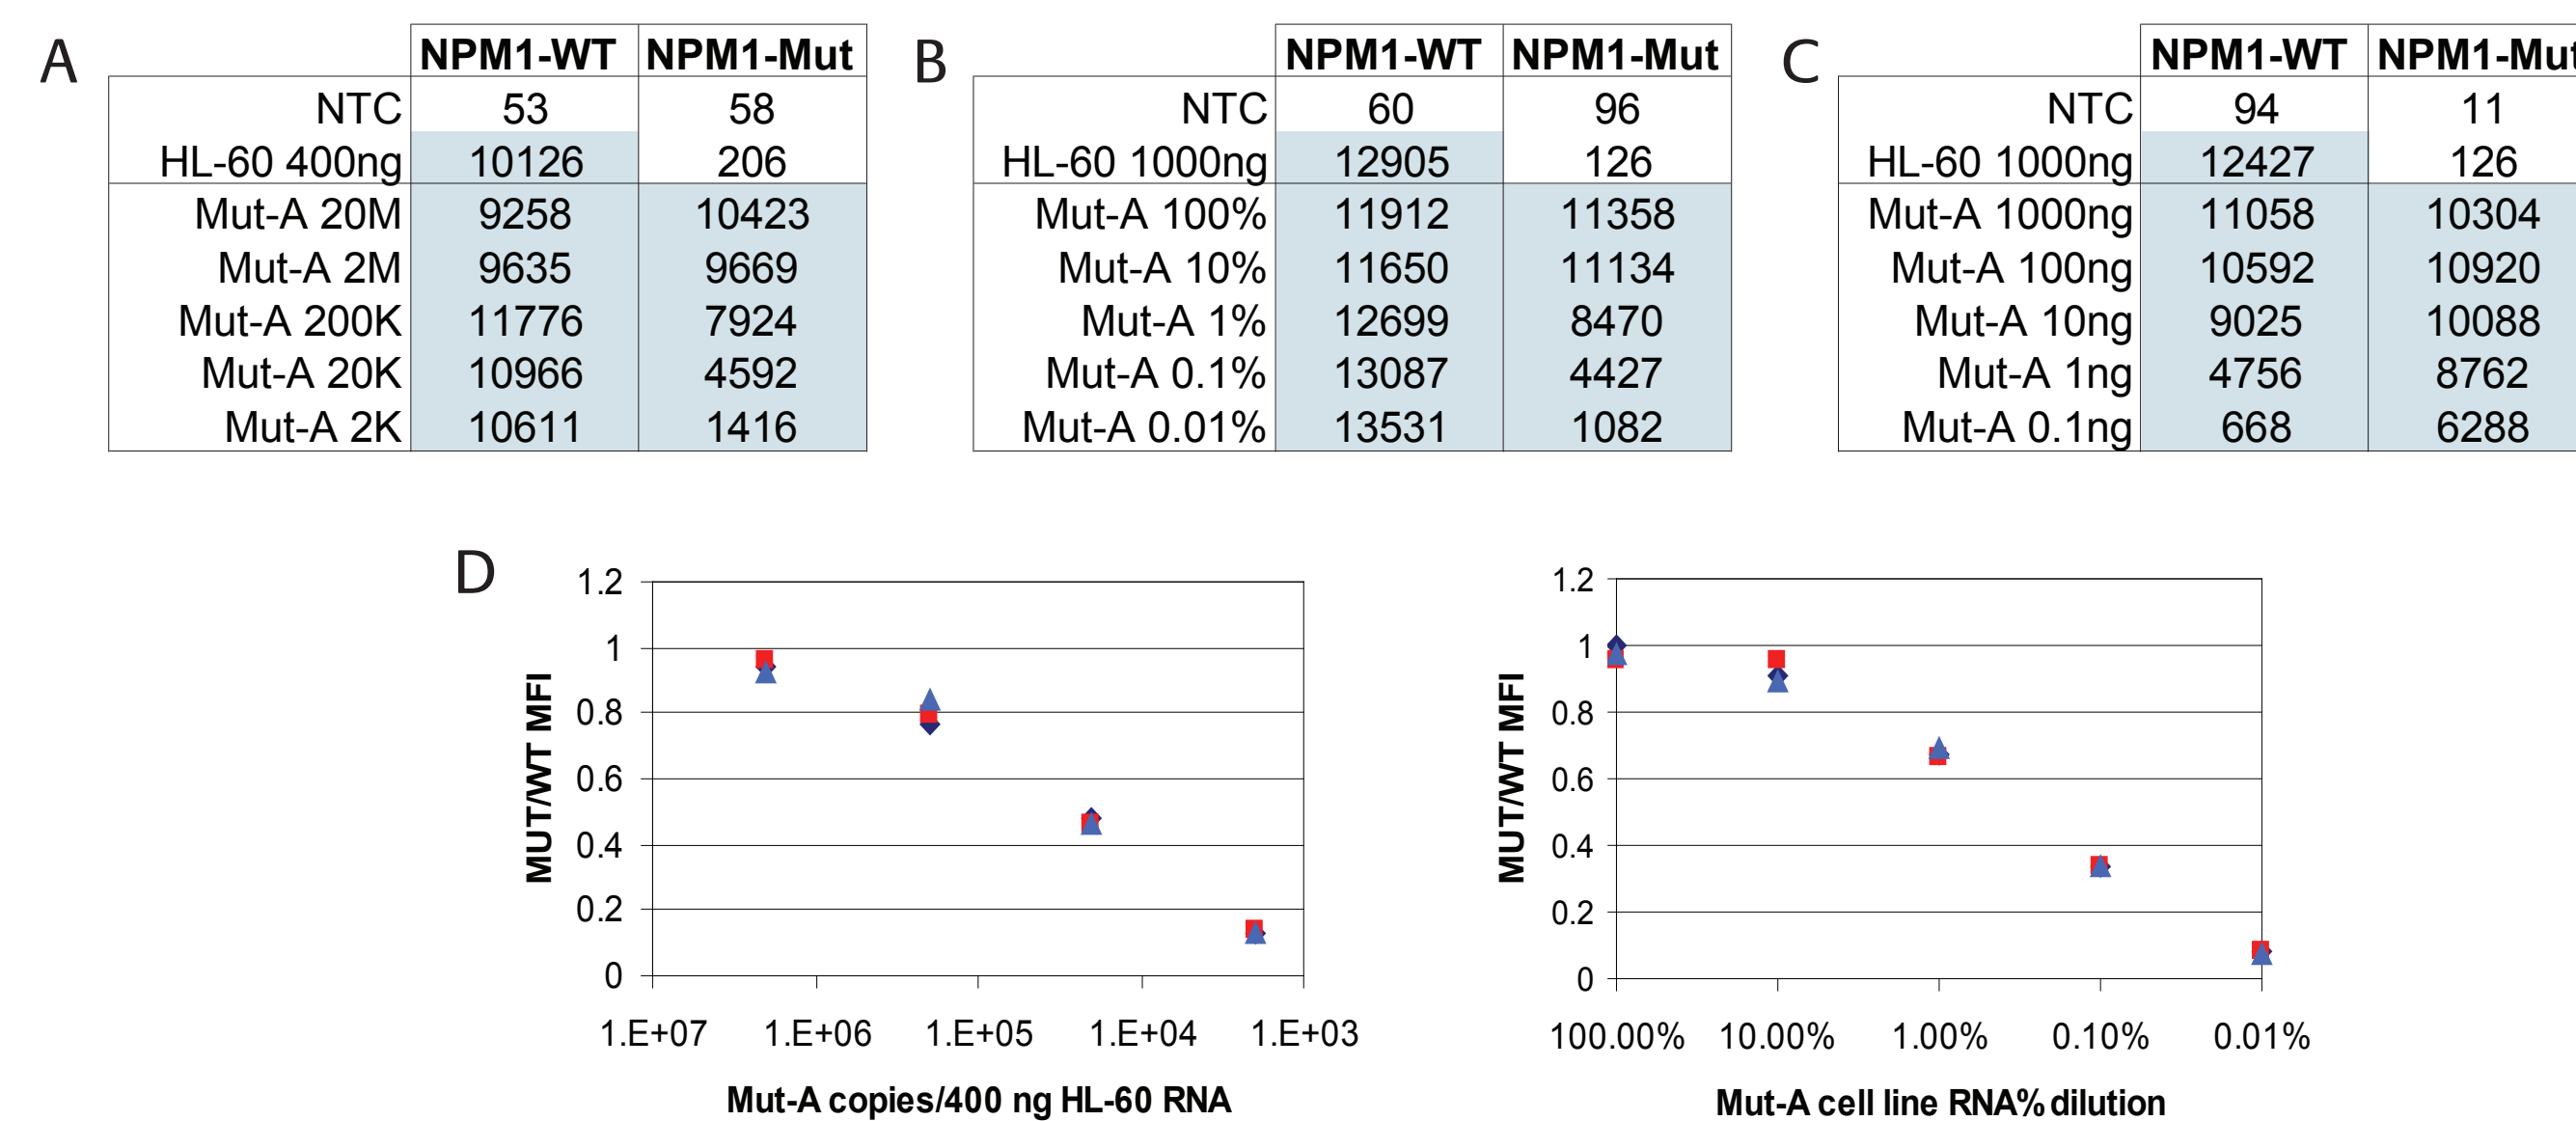 A NPM1-WT NPM1-Mut
NTC 53 58
HL-60 400ng 10126 206
Mut-A 20M 9258 10423
Mut-A 2M 9635 9669
Mut-A 200K 11776 7924
Mut-A 20K 10966 4592
Mut-A 2K 10611 1416
B NPM1-WT NPM1-Mut
NTC 60 96
HL-60 1000ng 12905 126
Mut-A 100% 11912 11358
Mut-A 10% 11650 11134
Mut-A 1% 12699 8470
Mut-A 0.1% 13087 4427
Mut-A 0.01% 13531 1082
C NPM1-WT NPM1-Mut
NTC 94 11
HL-60 1000ng 12427 126
Mut-A 1000ng 11058 10304
Mut-A 100ng 10592 10920
Mut-A 10ng 9025 10088
Mut-A 1ng 4756 8762
Mut-A 0.1ng 668 6288
D
MUT/WT MFI
1.2
1
0.8
0.6
0.4
0.2
0
1.E+07 1.E+06 1.E+05 1.E+04 1.E+03
Mut-A copies/400 ng HL-60 RNA
MUT/WT MFI
1.2
1
0.8
0.6
0.4
0.2
0
100.00% 10.00% 1.00% 0.10% 0.01%
Mut-A cell line RNA% dilution